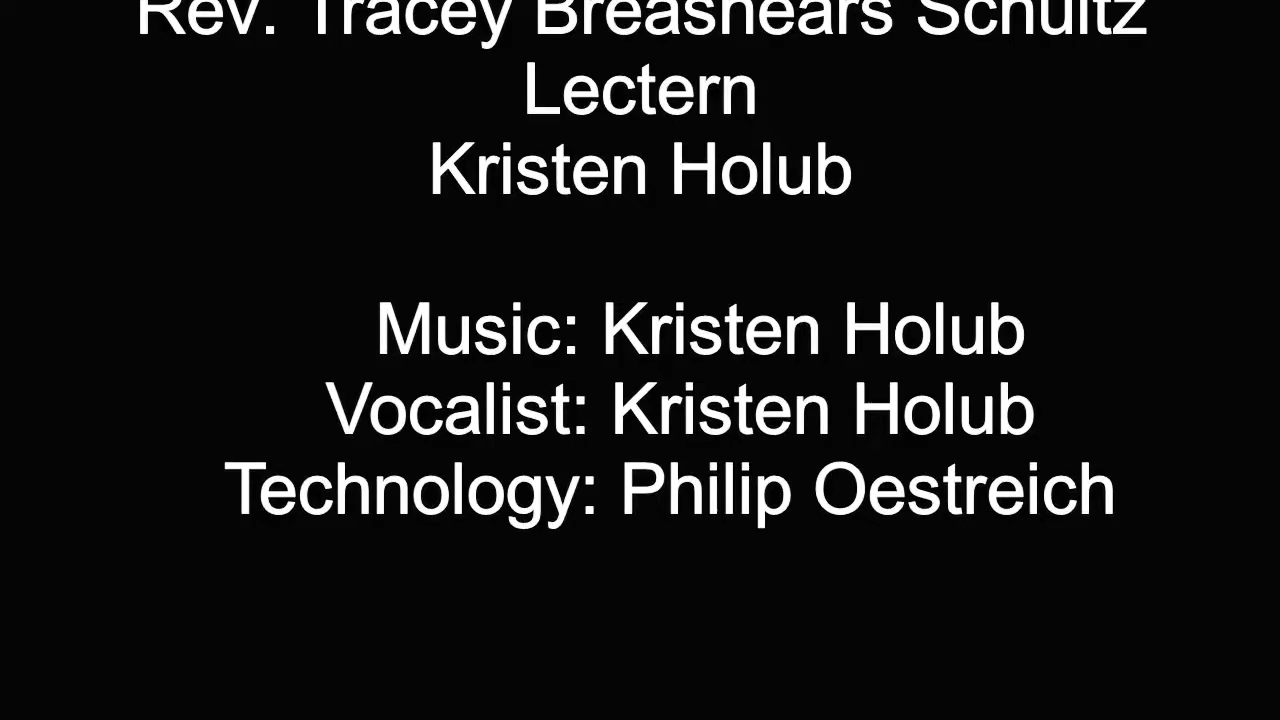 Rev. Tracey Breashears Schultz
Lectern
Kristen Holub
Music: Kristen Holub
Vocalist: Kristen Holub
Technology: Philip Oestreich